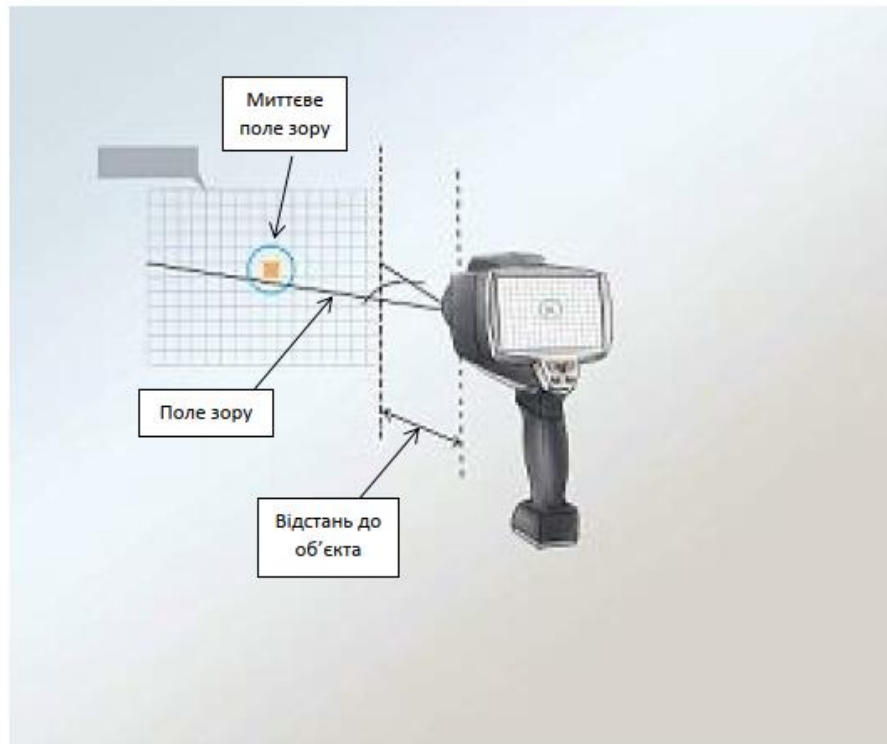 Миттєве
поле зору
Поле зору
Відстань до
об’єкта